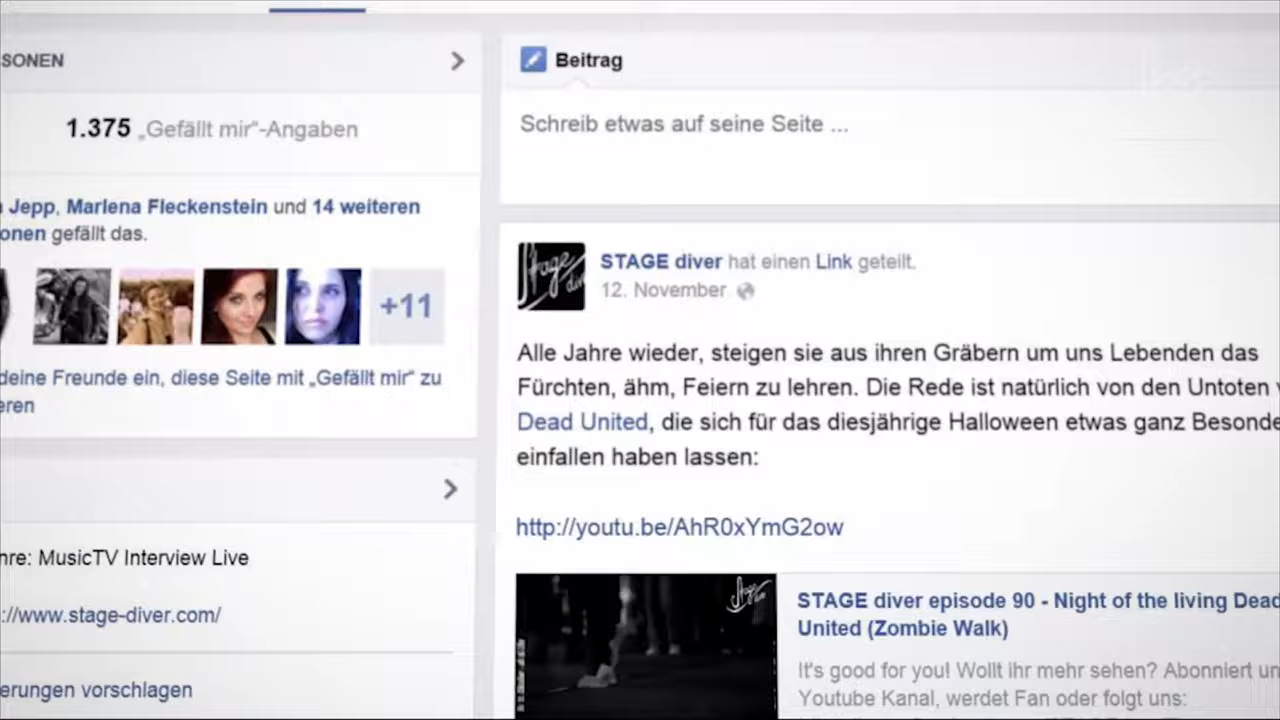 SONEN
1.375 „Gefällt mir“-Angaben
Jepp, Marlena Fleckenstein und 14 weiteren
onen gefällt das.
+11
deine Freunde ein, diese Seite mit „Gefällt mir“ zu
eren
nre: MusicTV Interview Live
://www.stage-diver.com/
erungen vorschlagen
Beitrag
Schreib etwas auf seine Seite ...
Stage
STAGE diver hat einen Link geteilt.
12. November
Alle Jahre wieder, steigen sie aus ihren Gräbern um uns Lebenden das
Fürchten, ähm, Feiern zu lehren. Die Rede ist natürlich von den Untoten
Dead United, die sich für das diesjährige Halloween etwas ganz Besonde
einfallen haben lassen:
http://youtu.be/AhR0xYmG2ow
Stage
STAGE diver episode 90 - Night of the living Dead
United (Zombie Walk)
It's good for you! Wollt ihr mehr sehen? Abonniert un
Youtube Kanal, werdet Fan oder folgt uns: